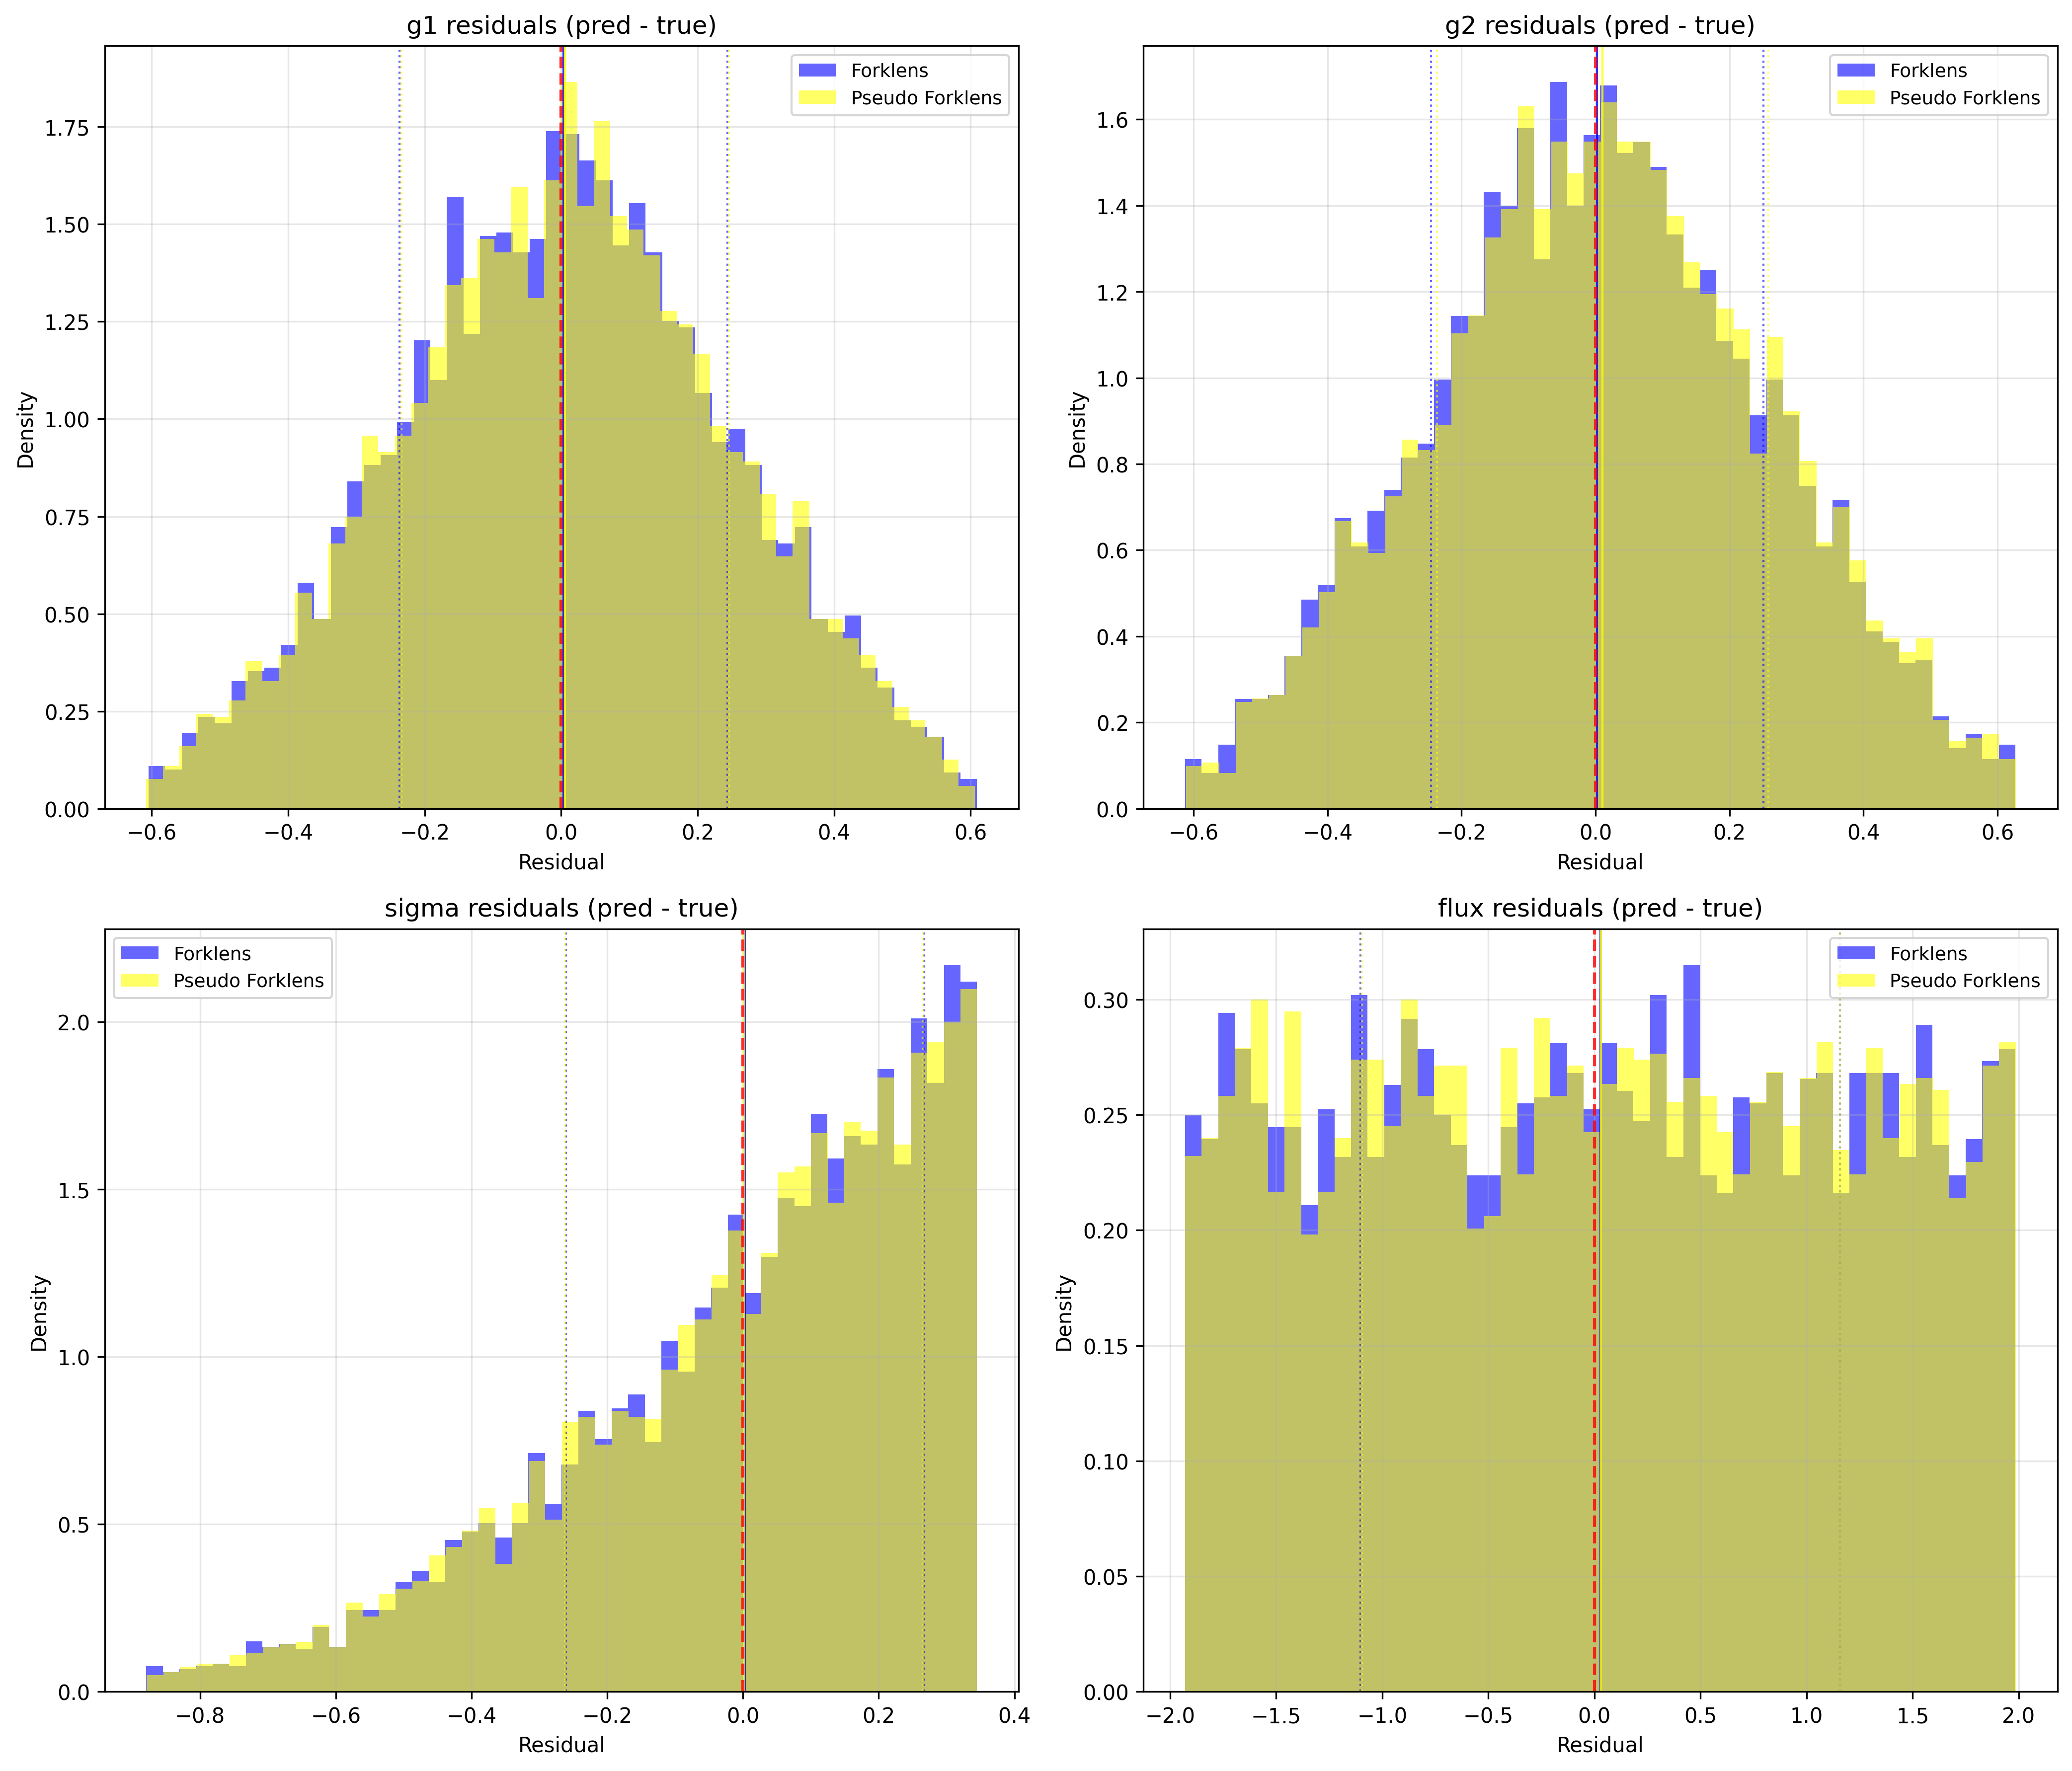 g1 residuals (pred - true)
Forklens
Pseudo Forklens
Density
1.75
1.50
1.25
1.00
0.75
0.50
0.25
0.00
−0.6
−0.4
−0.2
0.0
0.2
0.4
0.6
Residual
g2 residuals (pred - true)
Forklens
Pseudo Forklens
Density
1.6
1.4
1.2
1.0
0.8
0.6
0.4
0.2
0.0
−0.6
−0.4
−0.2
0.0
0.2
0.4
0.6
Residual
sigma residuals (pred - true)
Forklens
Pseudo Forklens
Density
2.0
1.5
1.0
0.5
0.0
−0.8
−0.6
−0.4
−0.2
0.0
0.2
0.4
Residual
flux residuals (pred - true)
Forklens
Pseudo Forklens
Density
0.30
0.25
0.20
0.15
0.10
0.05
0.00
−2.0
−1.5
−1.0
−0.5
0.0
0.5
1.0
1.5
2.0
Residual